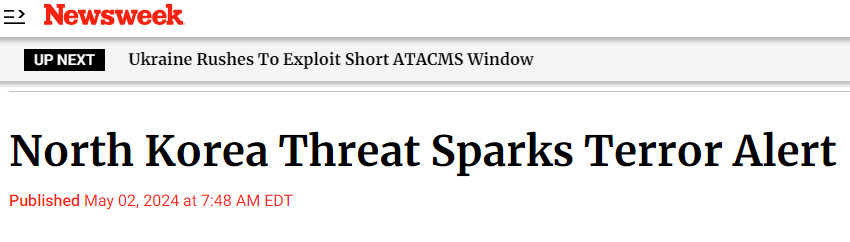 Newsweek
UP NEXT Ukraine Rushes To Exploit Short ATACMS Window
North Korea Threat Sparks Terror Alert
Published May 02, 2024 at 7:48 AM EDT